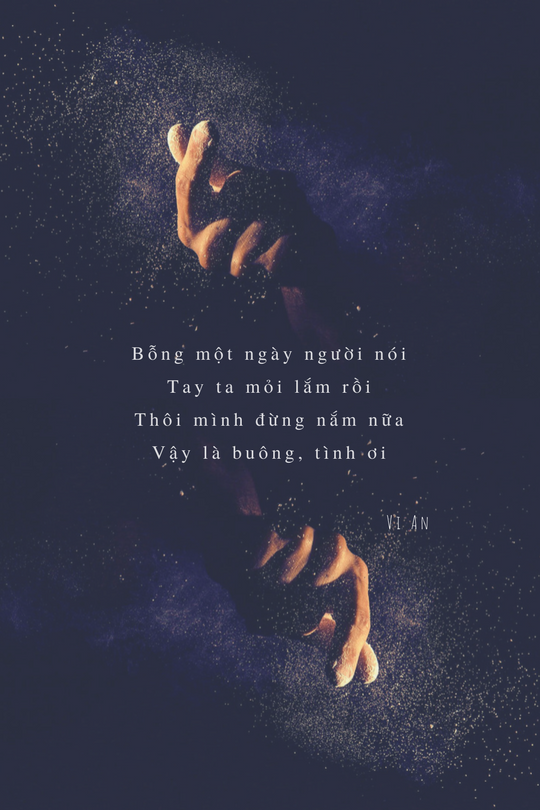 Bỗng một ngày người nói
Tay ta mỏi lắm rồi
Thôi mình đừng nắm nữa
Vậy là buông, tình ơi
Vi An